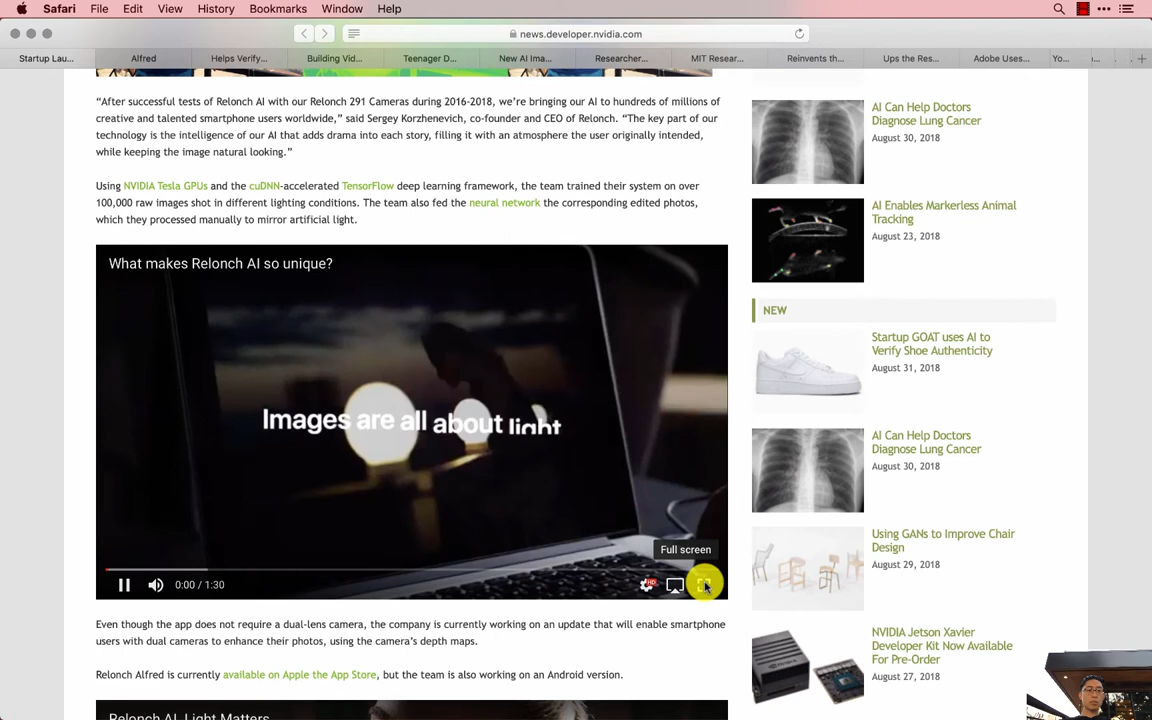 Safari File Edit View History Bookmarks Window Help
news.developer.nvidia.com
Startup Lau... Alfred Helps Verify... Building Vid... Teenager D... New AI Ima... Researcher... MIT Resear... Reinvents th... Ups the Res... Adobe Uses... Yo...
“After successful tests of Relonch AI with our Relonch 291 Cameras during 2016-2018, we’re bringing our AI to hundreds of millions of
creative and talented smartphone users worldwide,” said Sergey Korzhenevich, co-founder and CEO of Relonch. “The key part of our
technology is the intelligence of our AI that adds drama into each story, filling it with an atmosphere the user originally intended,
while keeping the image natural looking.”
Using NVIDIA Tesla GPUs and the cuDNN-accelerated TensorFlow deep learning framework, the team trained their system on over
100,000 raw images shot in different lighting conditions. The team also fed the neural network the corresponding edited photos,
which they processed manually to mirror artificial light.
What makes Relonch AI so unique?
Images are all about light
Full screen
0:00 / 1:30
HD
Even though the app does not require a dual-lens camera, the company is currently working on an update that will enable smartphone
users with dual cameras to enhance their photos, using the camera’s depth maps.
Relonch Alfred is currently available on Apple the App Store, but the team is also working on an Android version.
Relonch AI. Light Matters
AI Can Help Doctors
Diagnose Lung Cancer
August 30, 2018
AI Enables Markerless Animal
Tracking
August 23, 2018
NEW
Startup GOAT uses AI to
Verify Shoe Authenticity
August 31, 2018
AI Can Help Doctors
Diagnose Lung Cancer
August 30, 2018
Using GANs to Improve Chair
Design
August 29, 2018
NVIDIA Jetson Xavier
Developer Kit Now Available
For Pre-Order
August 27, 2018